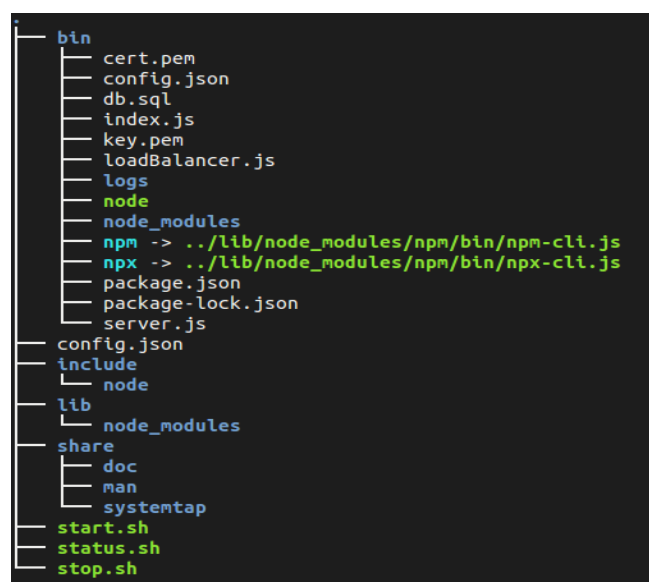 .
├── bin
│   ├── cert.pem
│   ├── config.json
│   ├── db.sql
│   ├── index.js
│   ├── key.pem
│   ├── loadBalancer.js
│   ├── logs
│   ├── node
│   ├── node_modules
│   ├── npm -> ../lib/node_modules/npm/bin/npm-cli.js
│   ├── npx -> ../lib/node_modules/npm/bin/npx-cli.js
│   ├── package.json
│   ├── package-lock.json
│   └── server.js
├── config.json
├── include
│   └── node
├── lib
│   └── node_modules
├── share
│   ├── doc
│   ├── man
│   └── systemtap
├── start.sh
├── status.sh
└── stop.sh